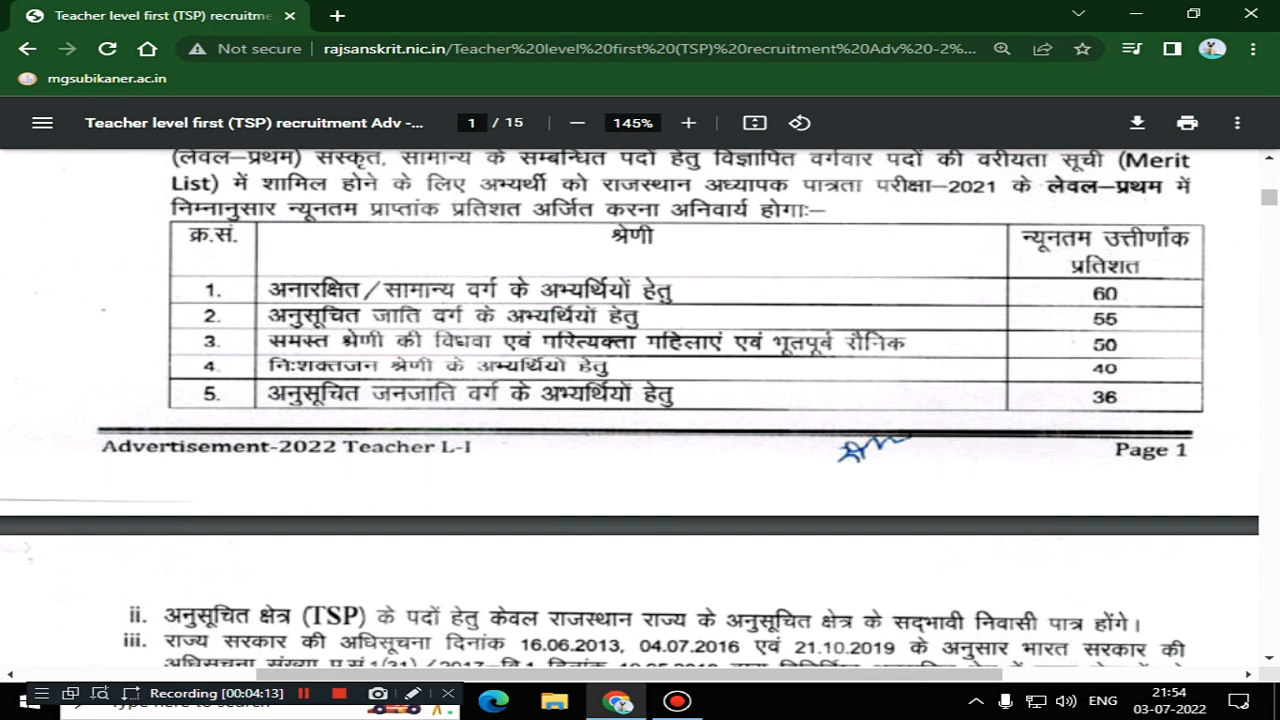 Teacher level first (TSP) recruitme
Not secure
rajsanskrit.nic.in/Teacher%20level%20first%20(TSP)%20recruitment%20Adv%20-2%...
mgsubikaner.ac.in
Teacher level first (TSP) recruitment Adv -...
1 / 15
145%
(लेवल–प्रथम) संस्कृत, सामान्य के सम्बन्धित पदों हेतु विज्ञापित वर्गवार पदों की वरीयता सूची (Merit
List) में शामिल होने के लिए अभ्यर्थी को राजस्थान अध्यापक पात्रता परीक्षा–2021 के लेवल–प्रथम में
निम्नानुसार न्यूनतम प्राप्तांक प्रतिशत अर्जित करना अनिवार्य होगाः–
क्र.सं. श्रेणी न्यूनतम उत्तीर्णांक
प्रतिशत
1. अनारक्षित/सामान्य वर्ग के अभ्यर्थियों हेतु 60
2. अनुसूचित जाति वर्ग के अभ्यर्थियों हेतु 55
3. समस्त श्रेणी की विधवा एवं परित्यक्ता महिलाएं एवं भूतपूर्व सैनिक 50
4. निःशक्तजन श्रेणी के अभ्यर्थियो हेतु 40
5. अनुसूचित जनजाति वर्ग के अभ्यर्थियों हेतु 36
Advertisement-2022 Teacher L-I
Page 1
ii. अनुसूचित क्षेत्र (TSP) के पदों हेतु केवल राजस्थान राज्य के अनुसूचित क्षेत्र के सद्भावी निवासी पात्र होंगे।
iii. राज्य सरकार की अधिसूचना दिनांक 16.06.2013, 04.07.2016 एवं 21.10.2019 के अनुसार भारत सरकार की
Recording [00:04:13]
Type here to search
ENG
21:54
03-07-2022